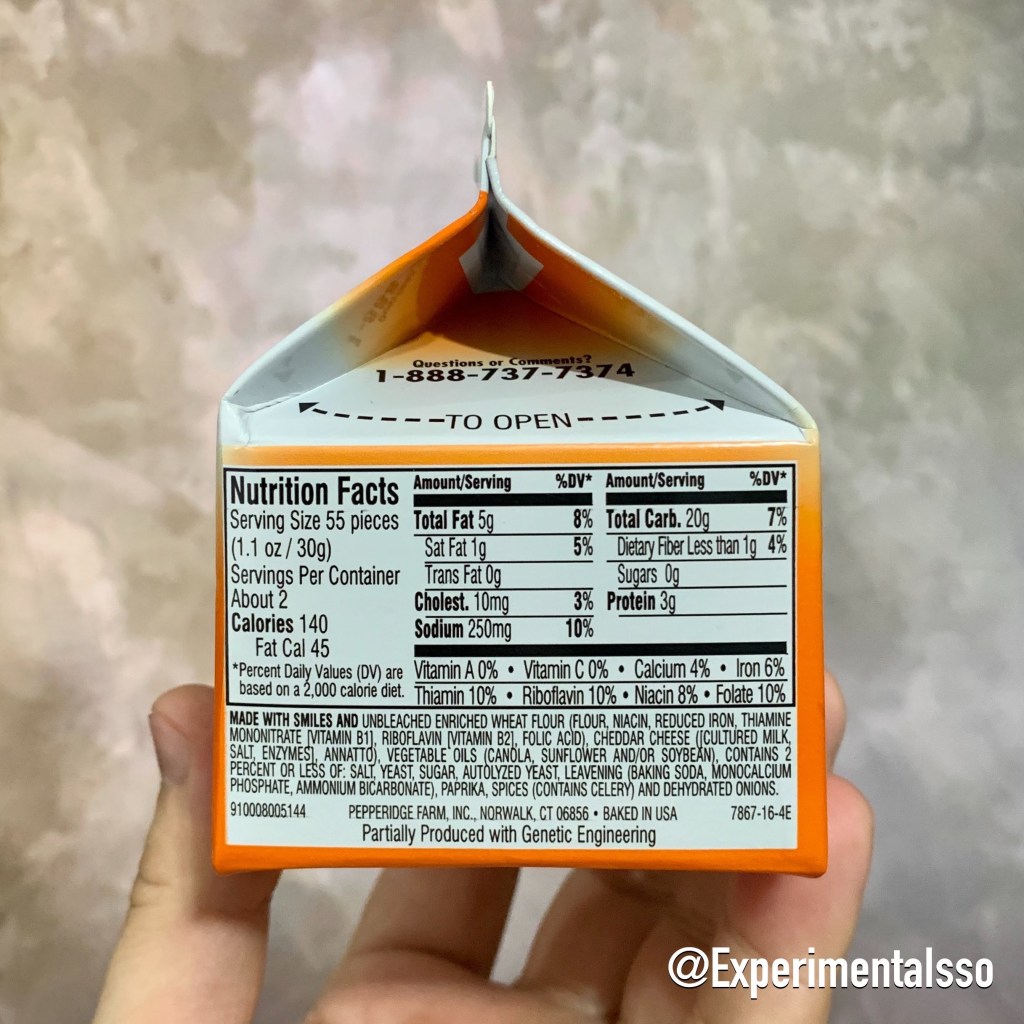 Questions or Comments?
1-888-737-7374
TO OPEN
Nutrition Facts
Serving Size 55 pieces
(1.1 oz / 30g)
Servings Per Container
About 2
Calories 140
Fat Cal 45
*Percent Daily Values (DV) are
based on a 2,000 calorie diet.
Amount/Serving %DV* Amount/Serving %DV*
Total Fat 5g 8% Total Carb. 20g 7%
Sat Fat 1g 5% Dietary Fiber Less than 1g 4%
Trans Fat 0g Sugars 0g
Cholest. 10mg 3% Protein 3g
Sodium 250mg 10%
Vitamin A 0% • Vitamin C 0% • Calcium 4% • Iron 6%
Thiamin 10% • Riboflavin 10% • Niacin 8% • Folate 10%
MADE WITH SMILES AND UNBLEACHED ENRICHED WHEAT FLOUR (FLOUR, NIACIN, REDUCED IRON, THIAMINE
MONONITRATE [VITAMIN B1], RIBOFLAVIN [VITAMIN B2], FOLIC ACID), CHEDDAR CHEESE ([CULTURED MILK,
SALT, ENZYMES], ANNATTO), VEGETABLE OILS (CANOLA, SUNFLOWER AND/OR SOYBEAN), CONTAINS 2
PERCENT OR LESS OF: SALT, YEAST, SUGAR, AUTOLYZED YEAST, LEAVENING (BAKING SODA, MONOCALCIUM
PHOSPHATE, AMMONIUM BICARBONATE), PAPRIKA, SPICES (CONTAINS CELERY) AND DEHYDRATED ONIONS.
910008005144 PEPPERIDGE FARM, INC., NORWALK, CT 06856 • BAKED IN USA 7867-16-4E
Partially Produced with Genetic Engineering
@Experimentalsso